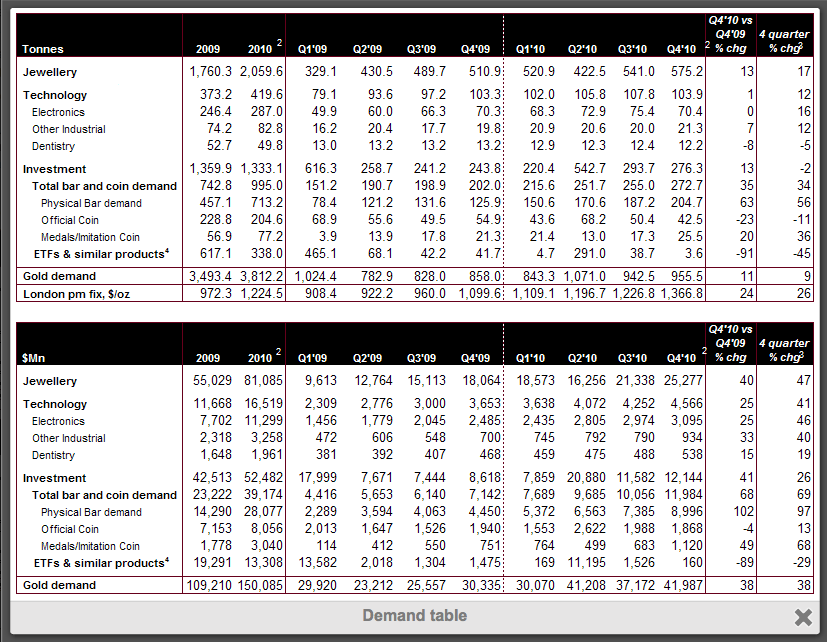 Q4'10 vs
Q4'09 4 quarter
Tonnes 2009 2010 2 Q1'09 Q2'09 Q3'09 Q4'09 Q1'10 Q2'10 Q3'10 Q4'10 2 % chg % chg3
Jewellery 1,760.3 2,059.6 329.1 430.5 489.7 510.9 520.9 422.5 541.0 575.2 13 17
Technology 373.2 419.6 79.1 93.6 97.2 103.3 102.0 105.8 107.8 103.9 1 12
Electronics 246.4 287.0 49.9 60.0 66.3 70.3 68.3 72.9 75.4 70.4 0 16
Other Industrial 74.2 82.8 16.2 20.4 17.7 19.8 20.9 20.6 20.0 21.3 7 12
Dentistry 52.7 49.8 13.0 13.2 13.2 13.2 12.9 12.3 12.4 12.2 -8 -5
Investment 1,359.9 1,333.1 616.3 258.7 241.2 243.8 220.4 542.7 293.7 276.3 13 -2
Total bar and coin demand 742.8 995.0 151.2 190.7 198.9 202.0 215.6 251.7 255.0 272.7 35 34
Physical Bar demand 457.1 713.2 78.4 121.2 131.6 125.9 150.6 170.6 187.2 204.7 63 56
Official Coin 228.8 204.6 68.9 55.6 49.5 54.9 43.6 68.2 50.4 42.5 -23 -11
Medals/Imitation Coin 56.9 77.2 3.9 13.9 17.8 21.3 21.4 13.0 17.3 25.5 20 36
ETFs & similar products4 617.1 338.0 465.1 68.1 42.2 41.7 4.7 291.0 38.7 3.6 -91 -45
Gold demand 3,493.4 3,812.2 1,024.4 782.9 828.0 858.0 843.3 1,071.0 942.5 955.5 11 9
London pm fix, $/oz 972.3 1,224.5 908.4 922.2 960.0 1,099.6 1,109.1 1,196.7 1,226.8 1,366.8 24 26
Q4'10 vs
Q4'09 4 quarter
$Mn 2009 2010 2 Q1'09 Q2'09 Q3'09 Q4'09 Q1'10 Q2'10 Q3'10 Q4'10 2 % chg % chg3
Jewellery 55,029 81,085 9,613 12,764 15,113 18,064 18,573 16,256 21,338 25,277 40 47
Technology 11,668 16,519 2,309 2,776 3,000 3,653 3,638 4,072 4,252 4,566 25 41
Electronics 7,702 11,299 1,456 1,779 2,045 2,485 2,435 2,805 2,974 3,095 25 46
Other Industrial 2,318 3,258 472 606 548 700 745 792 790 934 33 40
Dentistry 1,648 1,961 381 392 407 468 459 475 488 538 15 19
Investment 42,513 52,482 17,999 7,671 7,444 8,618 7,859 20,880 11,582 12,144 41 26
Total bar and coin demand 23,222 39,174 4,416 5,653 6,140 7,142 7,689 9,685 10,056 11,984 68 69
Physical Bar demand 14,290 28,077 2,289 3,594 4,063 4,450 5,372 6,563 7,385 8,996 102 97
Official Coin 7,153 8,056 2,013 1,647 1,526 1,940 1,553 2,622 1,988 1,868 -4 13
Medals/Imitation Coin 1,778 3,040 114 412 550 751 764 499 683 1,120 49 68
ETFs & similar products4 19,291 13,308 13,582 2,018 1,304 1,475 169 11,195 1,526 160 -89 -29
Gold demand 109,210 150,085 29,920 23,212 25,557 30,335 30,070 41,208 37,172 41,987 38 38
Demand table